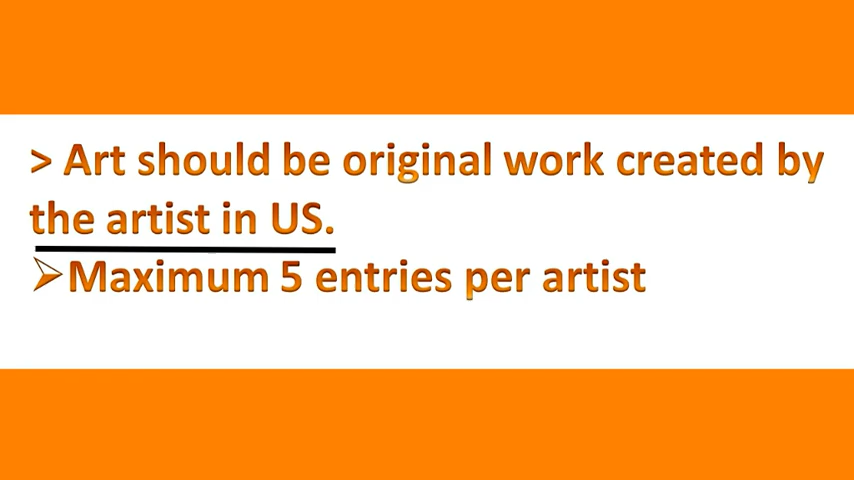 > Art should be original work created by
the artist in US.
➢Maximum 5 entries per artist